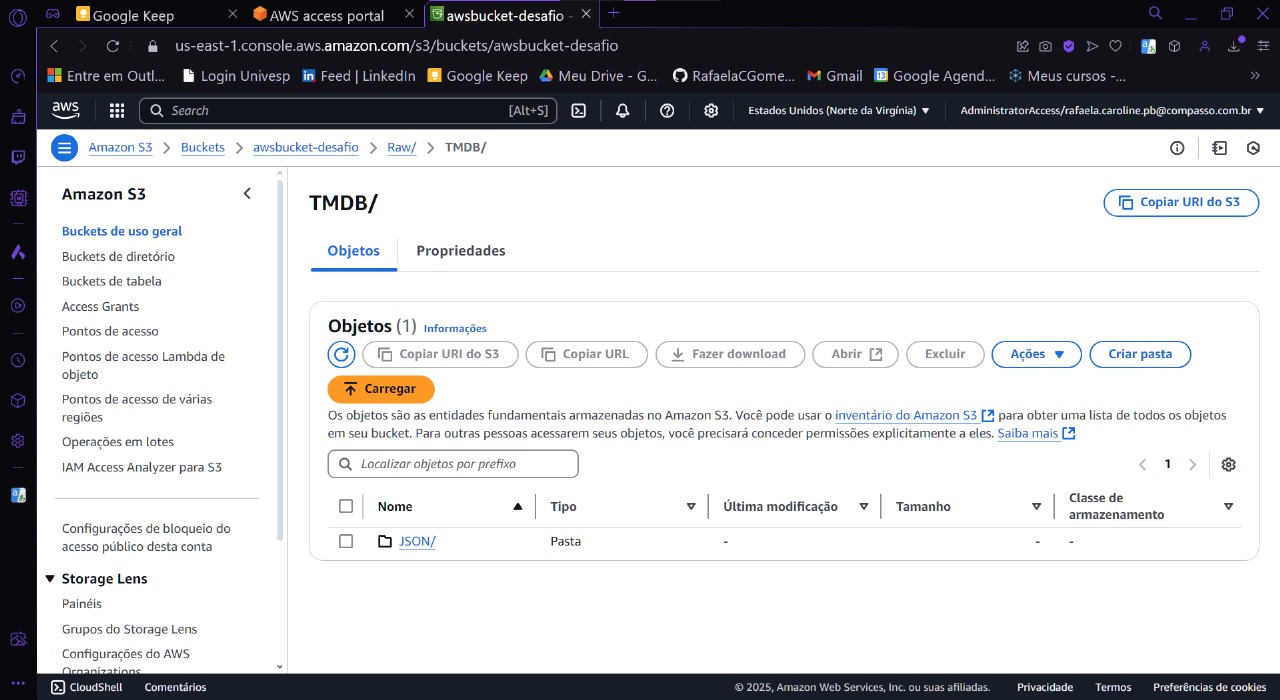 Google Keep
AWS access portal
awsbucket-desafio -
us-east-1.console.aws.amazon.com/s3/buckets/awsbucket-desafio
Entre em Outl... Login Univesp Feed | LinkedIn Google Keep Meu Drive - G... RafaelaCGome... Gmail Google Agend... Meus cursos -...
aws Search [Alt+S] Estados Unidos (Norte da Virgínia) AdministratorAccess/rafaela.caroline.pb@compasso.com.br
Amazon S3 Buckets awsbucket-desafio Raw/ TMDB/
Amazon S3
Buckets de uso geral
Buckets de diretório
Buckets de tabela
Access Grants
Pontos de acesso
Pontos de acesso Lambda de
objeto
Pontos de acesso de várias
regiões
Operações em lotes
IAM Access Analyzer para S3
Configurações de bloqueio do
acesso público desta conta
Storage Lens
Painéis
Grupos do Storage Lens
Configurações do AWS
Organizations
TMDB/
Copiar URI do S3
Objetos Propriedades
Objetos (1) Informações
Copiar URI do S3 Copiar URL Fazer download Abrir Excluir Ações Criar pasta
Carregar
Os objetos são as entidades fundamentais armazenadas no Amazon S3. Você pode usar o inventário do Amazon S3 para obter uma lista de todos os objetos
em seu bucket. Para outras pessoas acessarem seus objetos, você precisará conceder permissões explicitamente a eles. Saiba mais
Localizar objetos por prefixo
1
Nome Tipo Última modificação Tamanho Classe de
armazenamento
JSON/ Pasta - - -
CloudShell Comentários © 2025, Amazon Web Services, Inc. ou suas afiliadas. Privacidade Termos Preferências de cookies